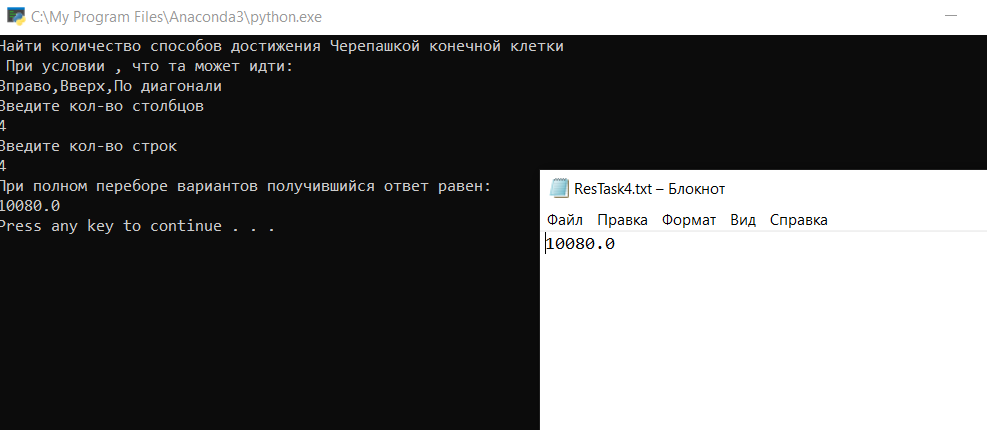 C:\My Program Files\Anaconda3\python.exe
Найти количество способов достижения Черепашкой конечной клетки
При условии , что та может идти:
Вправо,Вверх,По диагонали
Введите кол-во столбцов
4
Введите кол-во строк
4
При полном переборе вариантов получившийся ответ равен:
10080.0
Press any key to continue . . .
ResTask4.txt – Блокнот
Файл Правка Формат Вид Справка
10080.0